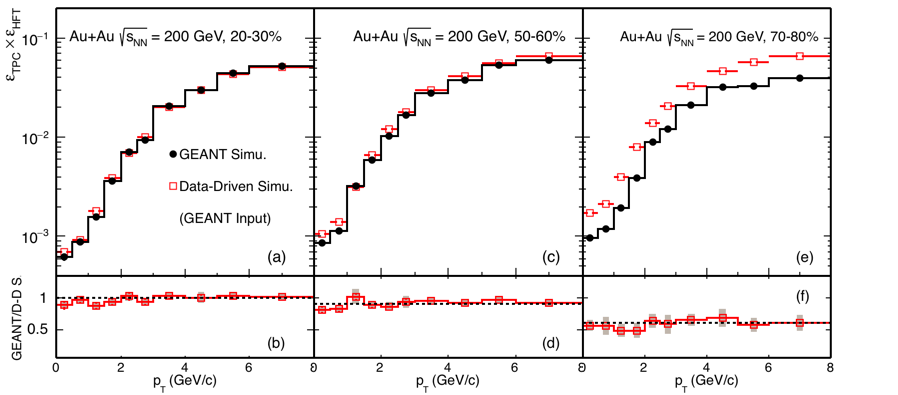 ε_TPC × ε_HFT
10⁻¹
10⁻²
10⁻³
Au+Au √s_NN = 200 GeV, 20-30%
GEANT Simu.
Data-Driven Simu.
(GEANT Input)
(a)
Au+Au √s_NN = 200 GeV, 50-60%
(c)
Au+Au √s_NN = 200 GeV, 70-80%
(e)
GEANT/D-D S
1
0.5
(b)
(d)
(f)
0 2 4 6 8 0 2 4 6 8 0 2 4 6 8
p_T (GeV/c) p_T (GeV/c) p_T (GeV/c)